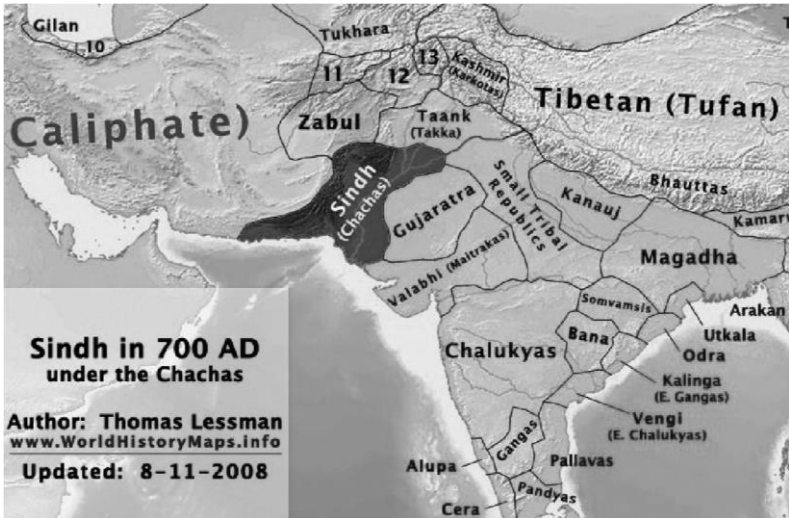 Gilan
10
Tukhara
11
12
13
Kashmir
(Karkotas)
Tibetan (Tufan)
Caliphate)
Zabul
Taank
(Takka)
Sindh
(Chachas)
Gujaratra
Small Tribal
Republics
Kanauj
Bhauttas
Kamaru
Magadha
Valabhi (Maitrakas)
Somvamsis
Arakan
Utkala
Chalukyas
Bana
Odra
Kalinga
(E. Gangas)
Vengi
(E. Chalukyas)
Gangas
Alupa
Pallavas
Pandyas
Cera
Sindh in 700 AD
under the Chachas
Author: Thomas Lessman
www.WorldHistoryMaps.info
Updated: 8-11-2008